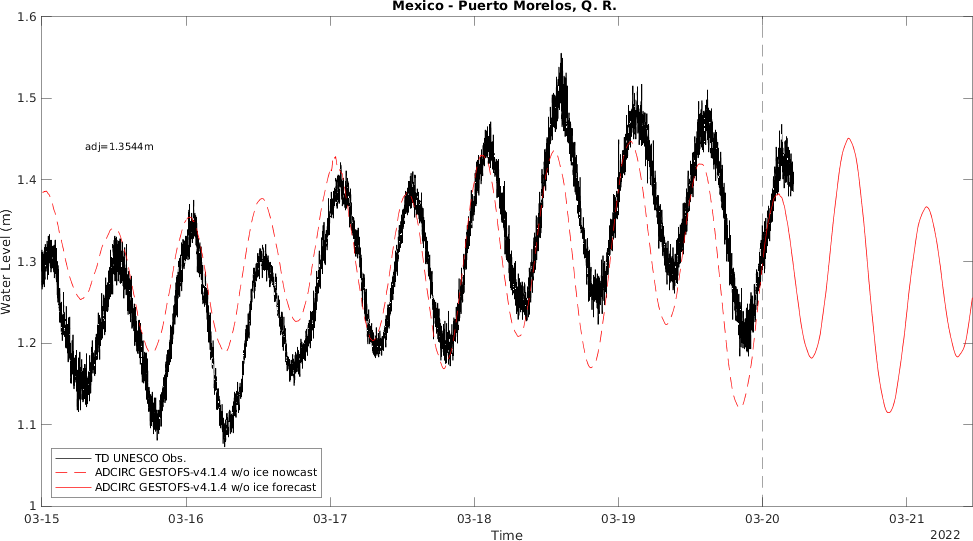 Mexico - Puerto Morelos, Q. R.
1.6
1.5
adj=1.3544m
1.4
Water Level (m)
1.3
1.2
1.1
TD UNESCO Obs.
ADCIRC GESTOFS-v4.1.4 w/o ice nowcast
ADCIRC GESTOFS-v4.1.4 w/o ice forecast
1
03-15 03-16 03-17 03-18 03-19 03-20 03-21
Time
2022